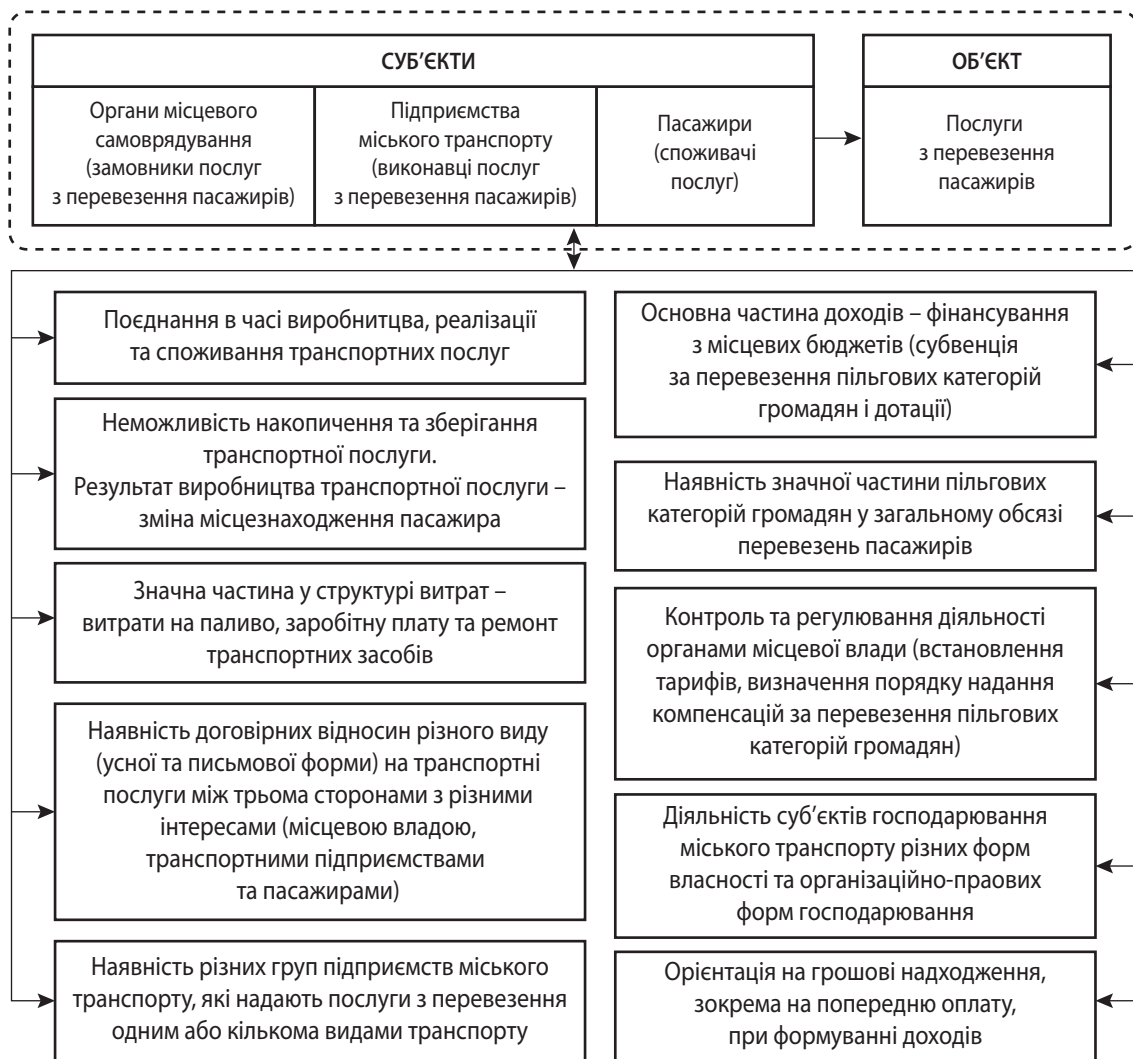 СУБ’ЄКТИ
Органи місцевого
самоврядування
(замовники послуг
з перевезення пасажирів)
Підприємства
міського транспорту
(виконавці послуг
з перевезення пасажирів)
Пасажири
(споживачі
послуг)
ОБ’ЄКТ
Послуги
з перевезення
пасажирів
Поєднання в часі виробнитцва, реалізації
та споживання транспортних послуг
Неможливість накопичення та зберігання
транспортної послуги.
Результат виробництва транспортної послуги –
зміна місцезнаходження пасажира
Значна частина у структурі витрат –
витрати на паливо, заробітну плату та ремонт
транспортних засобів
Наявність договірних відносин різного виду
(усної та письмової форми) на транспортні
послуги між трьома сторонами з різними
інтересами (місцевою владою,
транспортними підприємствами
та пасажирами)
Наявність різних груп підприємств міського
транспорту, які надають послуги з перевезення
одним або кількома видами транспорту
Основна частина доходів – фінансування
з місцевих бюджетів (субвенція
за перевезення пільгових категорій
громадян і дотації)
Наявність значної частини пільгових
категорій громадян у загальному обсязі
перевезень пасажирів
Контроль та регулювання діяльності
органами місцевої влади (встановлення
тарифів, визначення порядку надання
компенсацій за перевезення пільгових
категорій громадян)
Діяльність суб’єктів господарювання
міського транспорту різних форм
власності та організаційно-праових
форм господарювання
Орієнтація на грошові надходження,
зокрема на попередню оплату,
при формуванні доходів